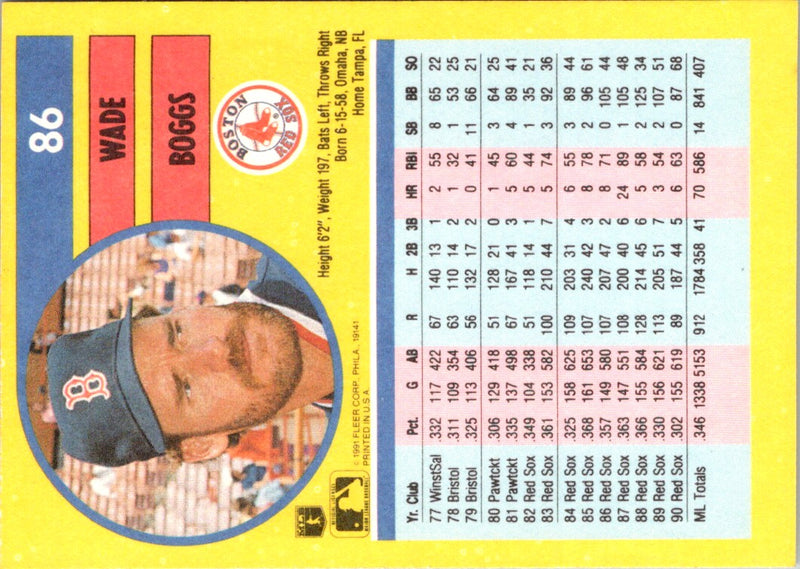 86
WADE
BOGGS
BOSTON
RED SOX
B
Height 6'2", Weight 197, Bats Left, Throws Right
Born 6-15-58, Omaha, NB
Home Tampa, FL
© 1991 FLEER CORP. PHILA., 19141
PRINTED IN U.S.A.
Yr. Club Pct. G AB R H 2B 3B HR RBI SB BB SO
77 WinstSal .332 117 422 67 140 13 1 2 55 8 65 22
78 Bristol .311 109 354 63 110 14 2 1 32 1 53 25
79 Bristol .325 113 406 56 132 17 2 0 41 11 66 21
80 Pawtckt .306 129 418 51 128 21 0 1 45 3 64 25
81 Pawtckt .335 137 498 67 167 41 3 5 60 4 89 41
82 Red Sox .349 104 338 51 118 14 1 5 44 1 35 21
83 Red Sox .361 153 582 100 210 44 7 5 74 3 92 36
84 Red Sox .325 158 625 109 203 31 4 6 55 3 89 44
85 Red Sox .368 161 653 107 240 42 3 8 78 2 96 61
86 Red Sox .357 149 580 107 207 47 2 8 71 0 105 44
87 Red Sox .363 147 551 108 200 40 6 24 89 1 105 48
88 Red Sox .366 155 584 128 214 45 6 5 58 2 125 34
89 Red Sox .330 156 621 113 205 51 7 3 54 2 107 51
90 Red Sox .302 155 619 89 187 44 5 6 63 0 87 68
ML Totals .346 1338 5153 912 1784 358 41 70 586 14 841 407